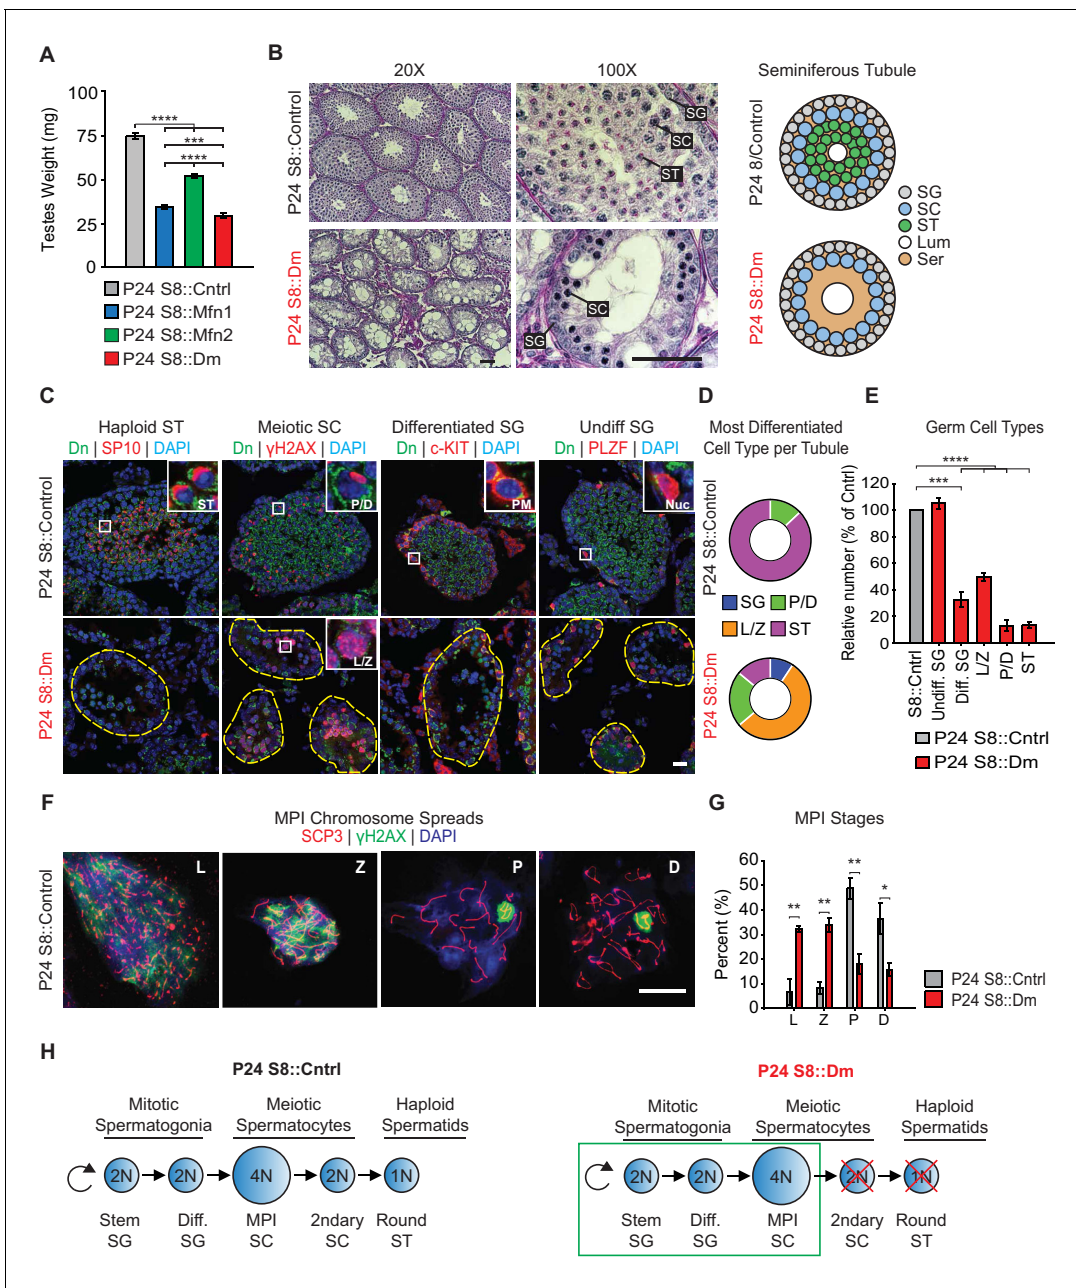 A
Testes Weight (mg)
100
75
50
25
0
****
***
****
P24 S8::Cntrl
P24 S8::Mfn1
P24 S8::Mfn2
P24 S8::Dm
B
20X
100X
Seminiferous Tubule
P24 S8::Control
SG
SC
ST
P24 8/Control
SG
SC
ST
Lum
Ser
P24 S8::Dm
SC
SG
P24 S8::Dm
C
Haploid ST
Meiotic SC
Differentiated SG
Undiff SG
Dn | SP10 | DAPI
Dn | γH2AX | DAPI
Dn | c-KIT | DAPI
Dn | PLZF | DAPI
P24 S8::Control
ST
P/D
PM
Nuc
P24 S8::Dm
L/Z
D
Most Differentiated
Cell Type per Tubule
P24 S8::Control
SG
P/D
L/Z
ST
P24 S8::Dm
E
Germ Cell Types
Relative number (% of Cntrl)
120
100
80
60
40
20
0
****
***
S8::Cntrl
Undiff. SG
Diff. SG
L/Z
P/D
ST
P24 S8::Cntrl
P24 S8::Dm
F
MPI Chromosome Spreads
SCP3 | γH2AX | DAPI
P24 S8::Control
L
Z
P
D
G
MPI Stages
Percent (%)
60
50
40
30
20
10
0
**
**
**
*
L
Z
P
D
P24 S8::Cntrl
P24 S8::Dm
H
P24 S8::Cntrl
Mitotic
Spermatogonia
Meiotic
Spermatocytes
Haploid
Spermatids
2N
2N
4N
2N
1N
Stem
SG
Diff.
SG
MPI
SC
2ndary
SC
Round
ST
P24 S8::Dm
Mitotic
Spermatogonia
Meiotic
Spermatocytes
Haploid
Spermatids
2N
2N
4N
2N
1N
Stem
SG
Diff.
SG
MPI
SC
2ndary
SC
Round
ST